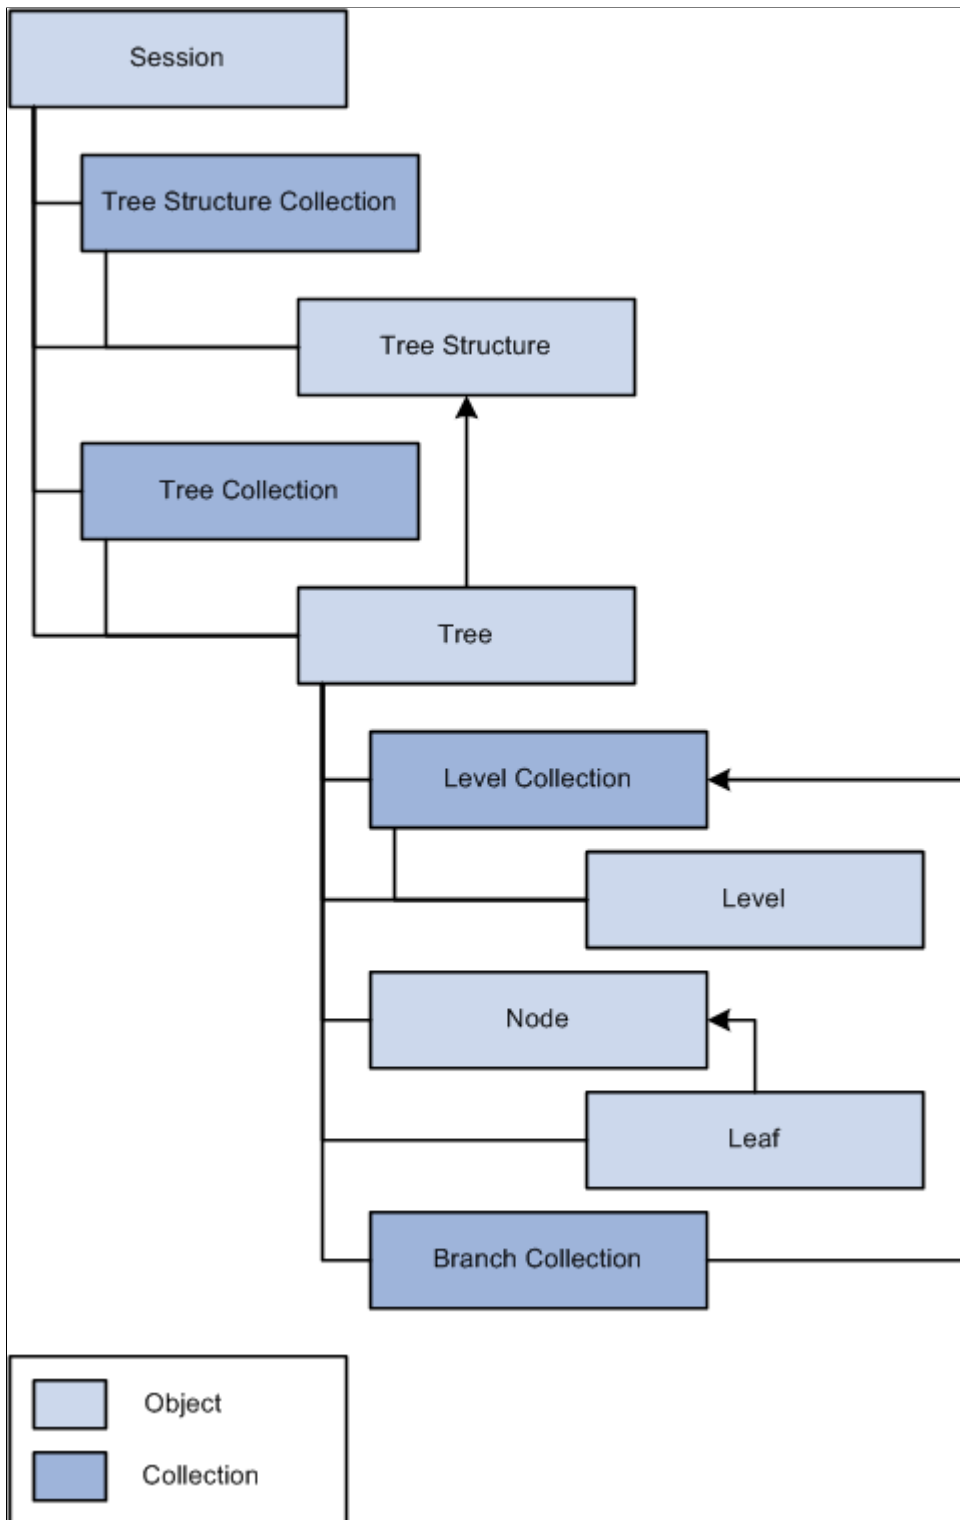 Session
Tree Structure Collection
Tree Structure
Tree Collection
Tree
Level Collection
Level
Node
Leaf
Branch Collection
Object
Collection